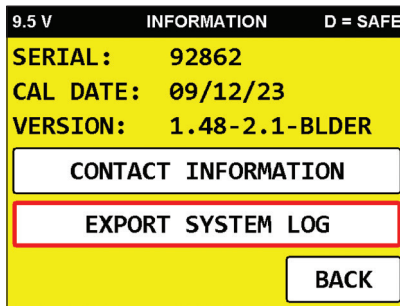 9.5 V INFORMATION D = SAFE
SERIAL: 92862
CAL DATE: 09/12/23
VERSION: 1.48-2.1-BLDER
CONTACT INFORMATION
EXPORT SYSTEM LOG
BACK